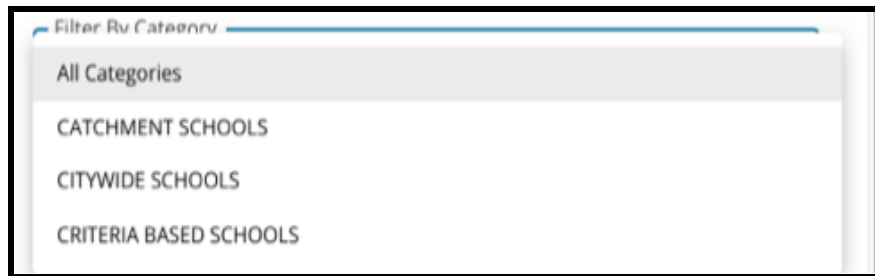 Filter By Category
All Categories
CATCHMENT SCHOOLS
CITYWIDE SCHOOLS
CRITERIA BASED SCHOOLS